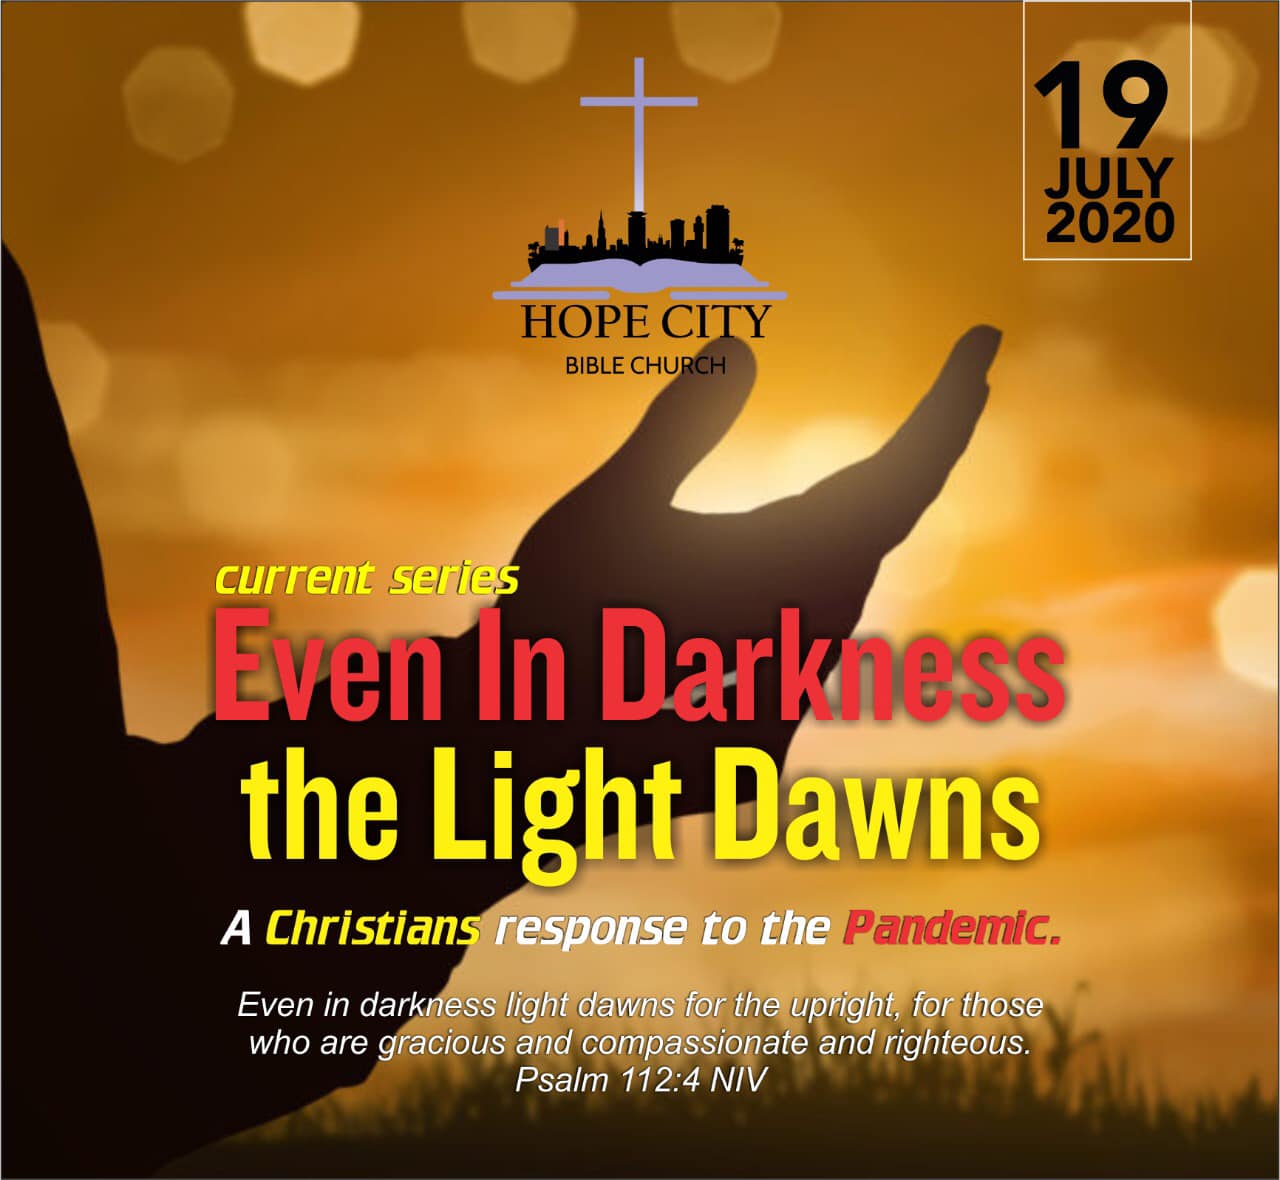 19
JULY
2020
HOPE CITY
BIBLE CHURCH
current series
Even In Darkness
the Light Dawns
A Christians response to the Pandemic.
Even in darkness light dawns for the upright, for those
who are gracious and compassionate and righteous.
Psalm 112:4 NIV